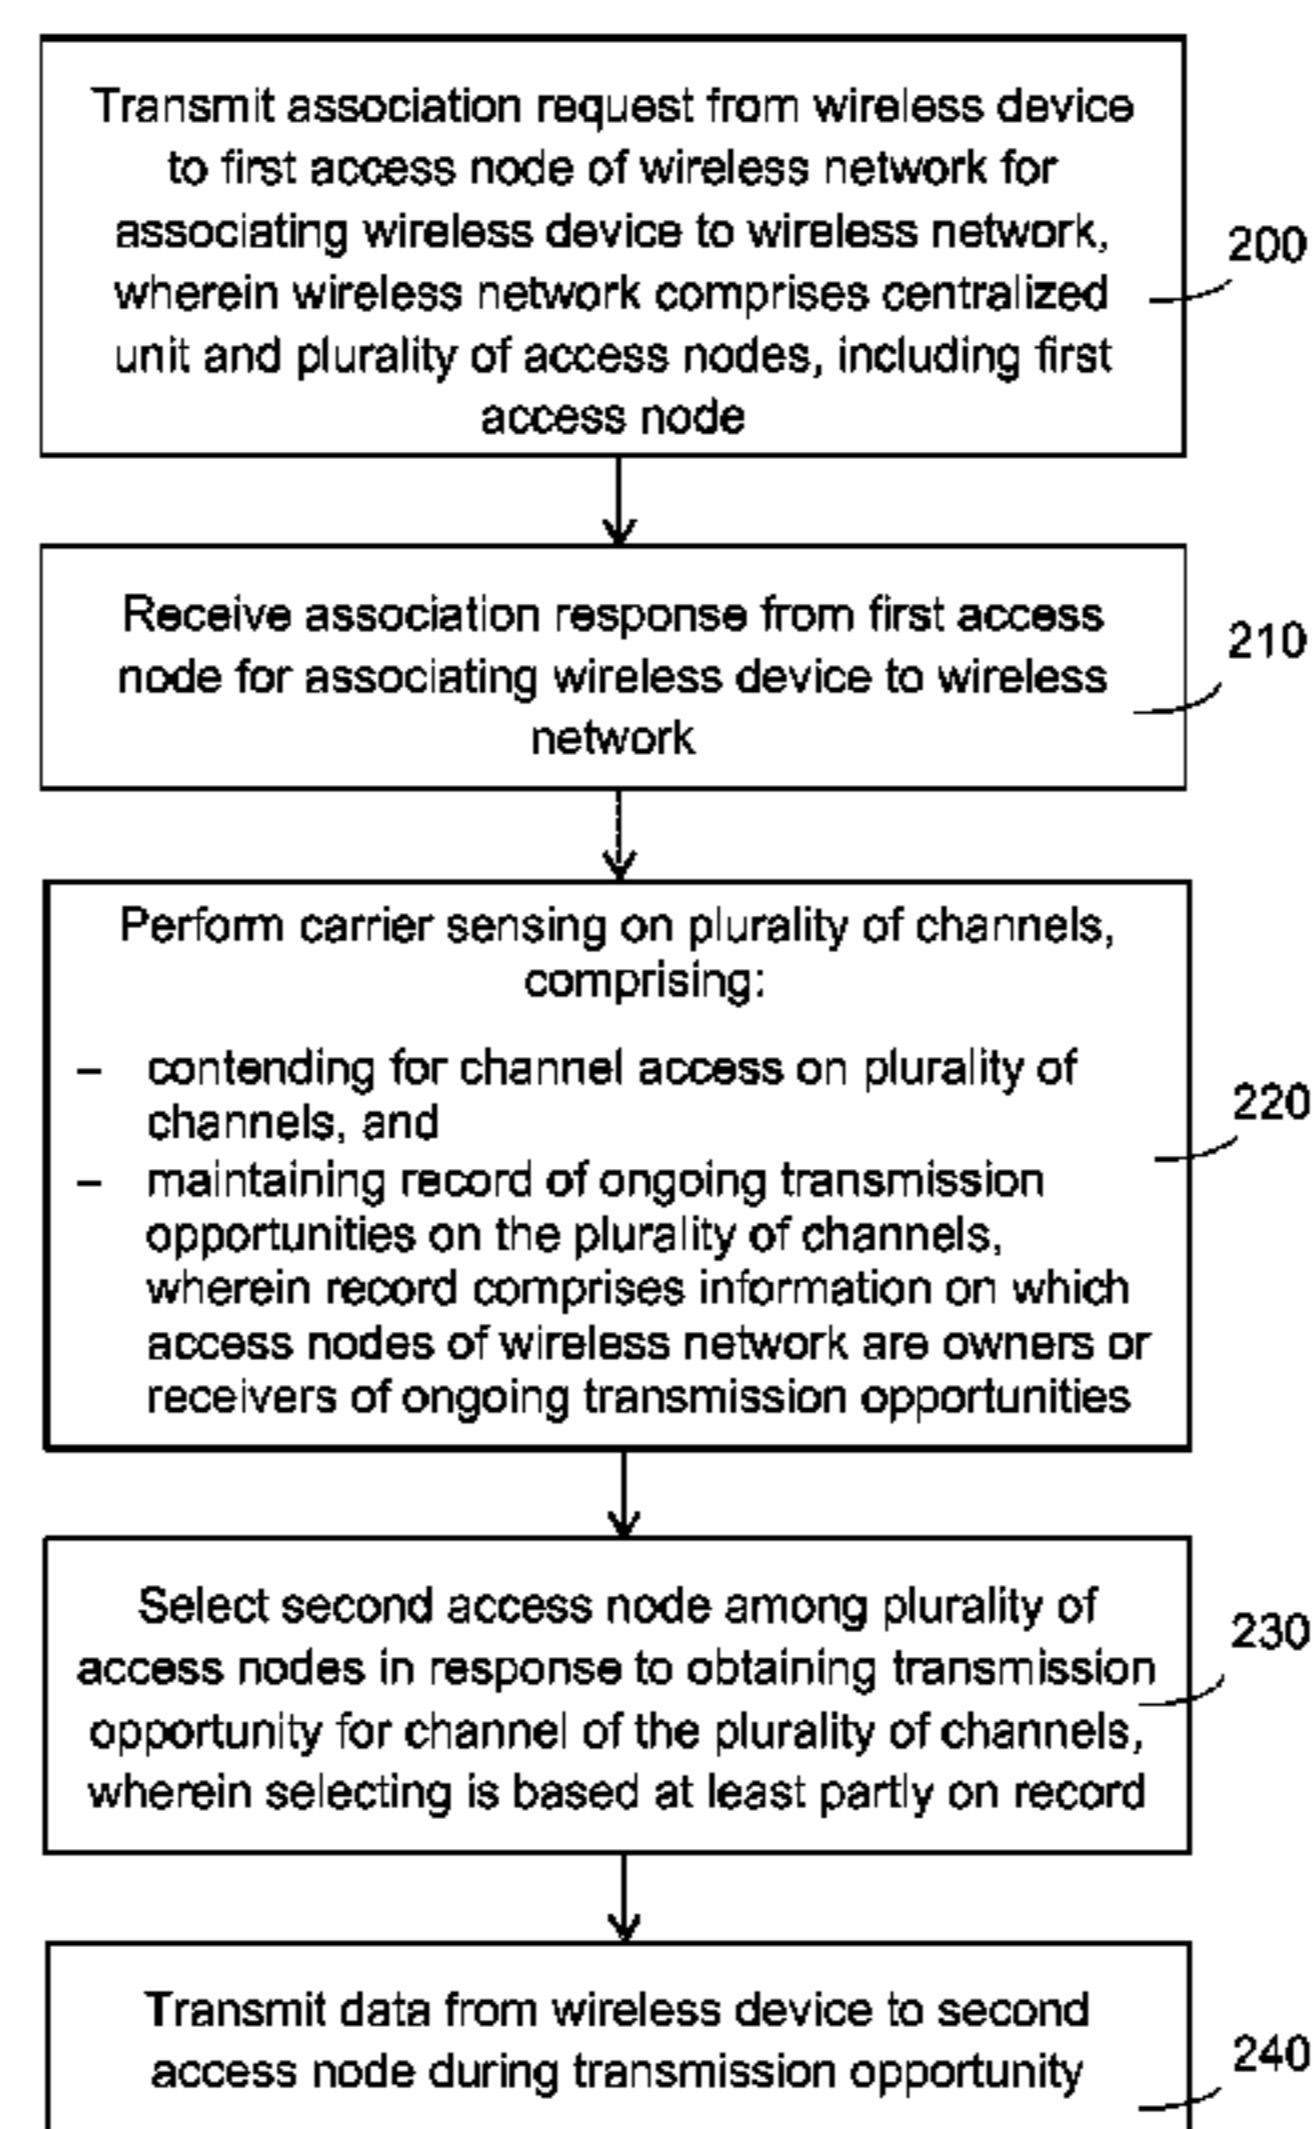 Transmit association request from wireless device
to first access node of wireless network for
associating wireless device to wireless network,
wherein wireless network comprises centralized
unit and plurality of access nodes, including first
access node
200
Receive association response from first access
node for associating wireless device to wireless
network
210
Perform carrier sensing on plurality of channels,
comprising:
– contending for channel access on plurality of
channels, and
– maintaining record of ongoing transmission
opportunities on the plurality of channels,
wherein record comprises information on which
access nodes of wireless network are owners or
receivers of ongoing transmission opportunities
220
Select second access node among plurality of
access nodes in response to obtaining transmission
opportunity for channel of the plurality of channels,
wherein selecting is based at least partly on record
230
Transmit data from wireless device to second
access node during transmission opportunity
240